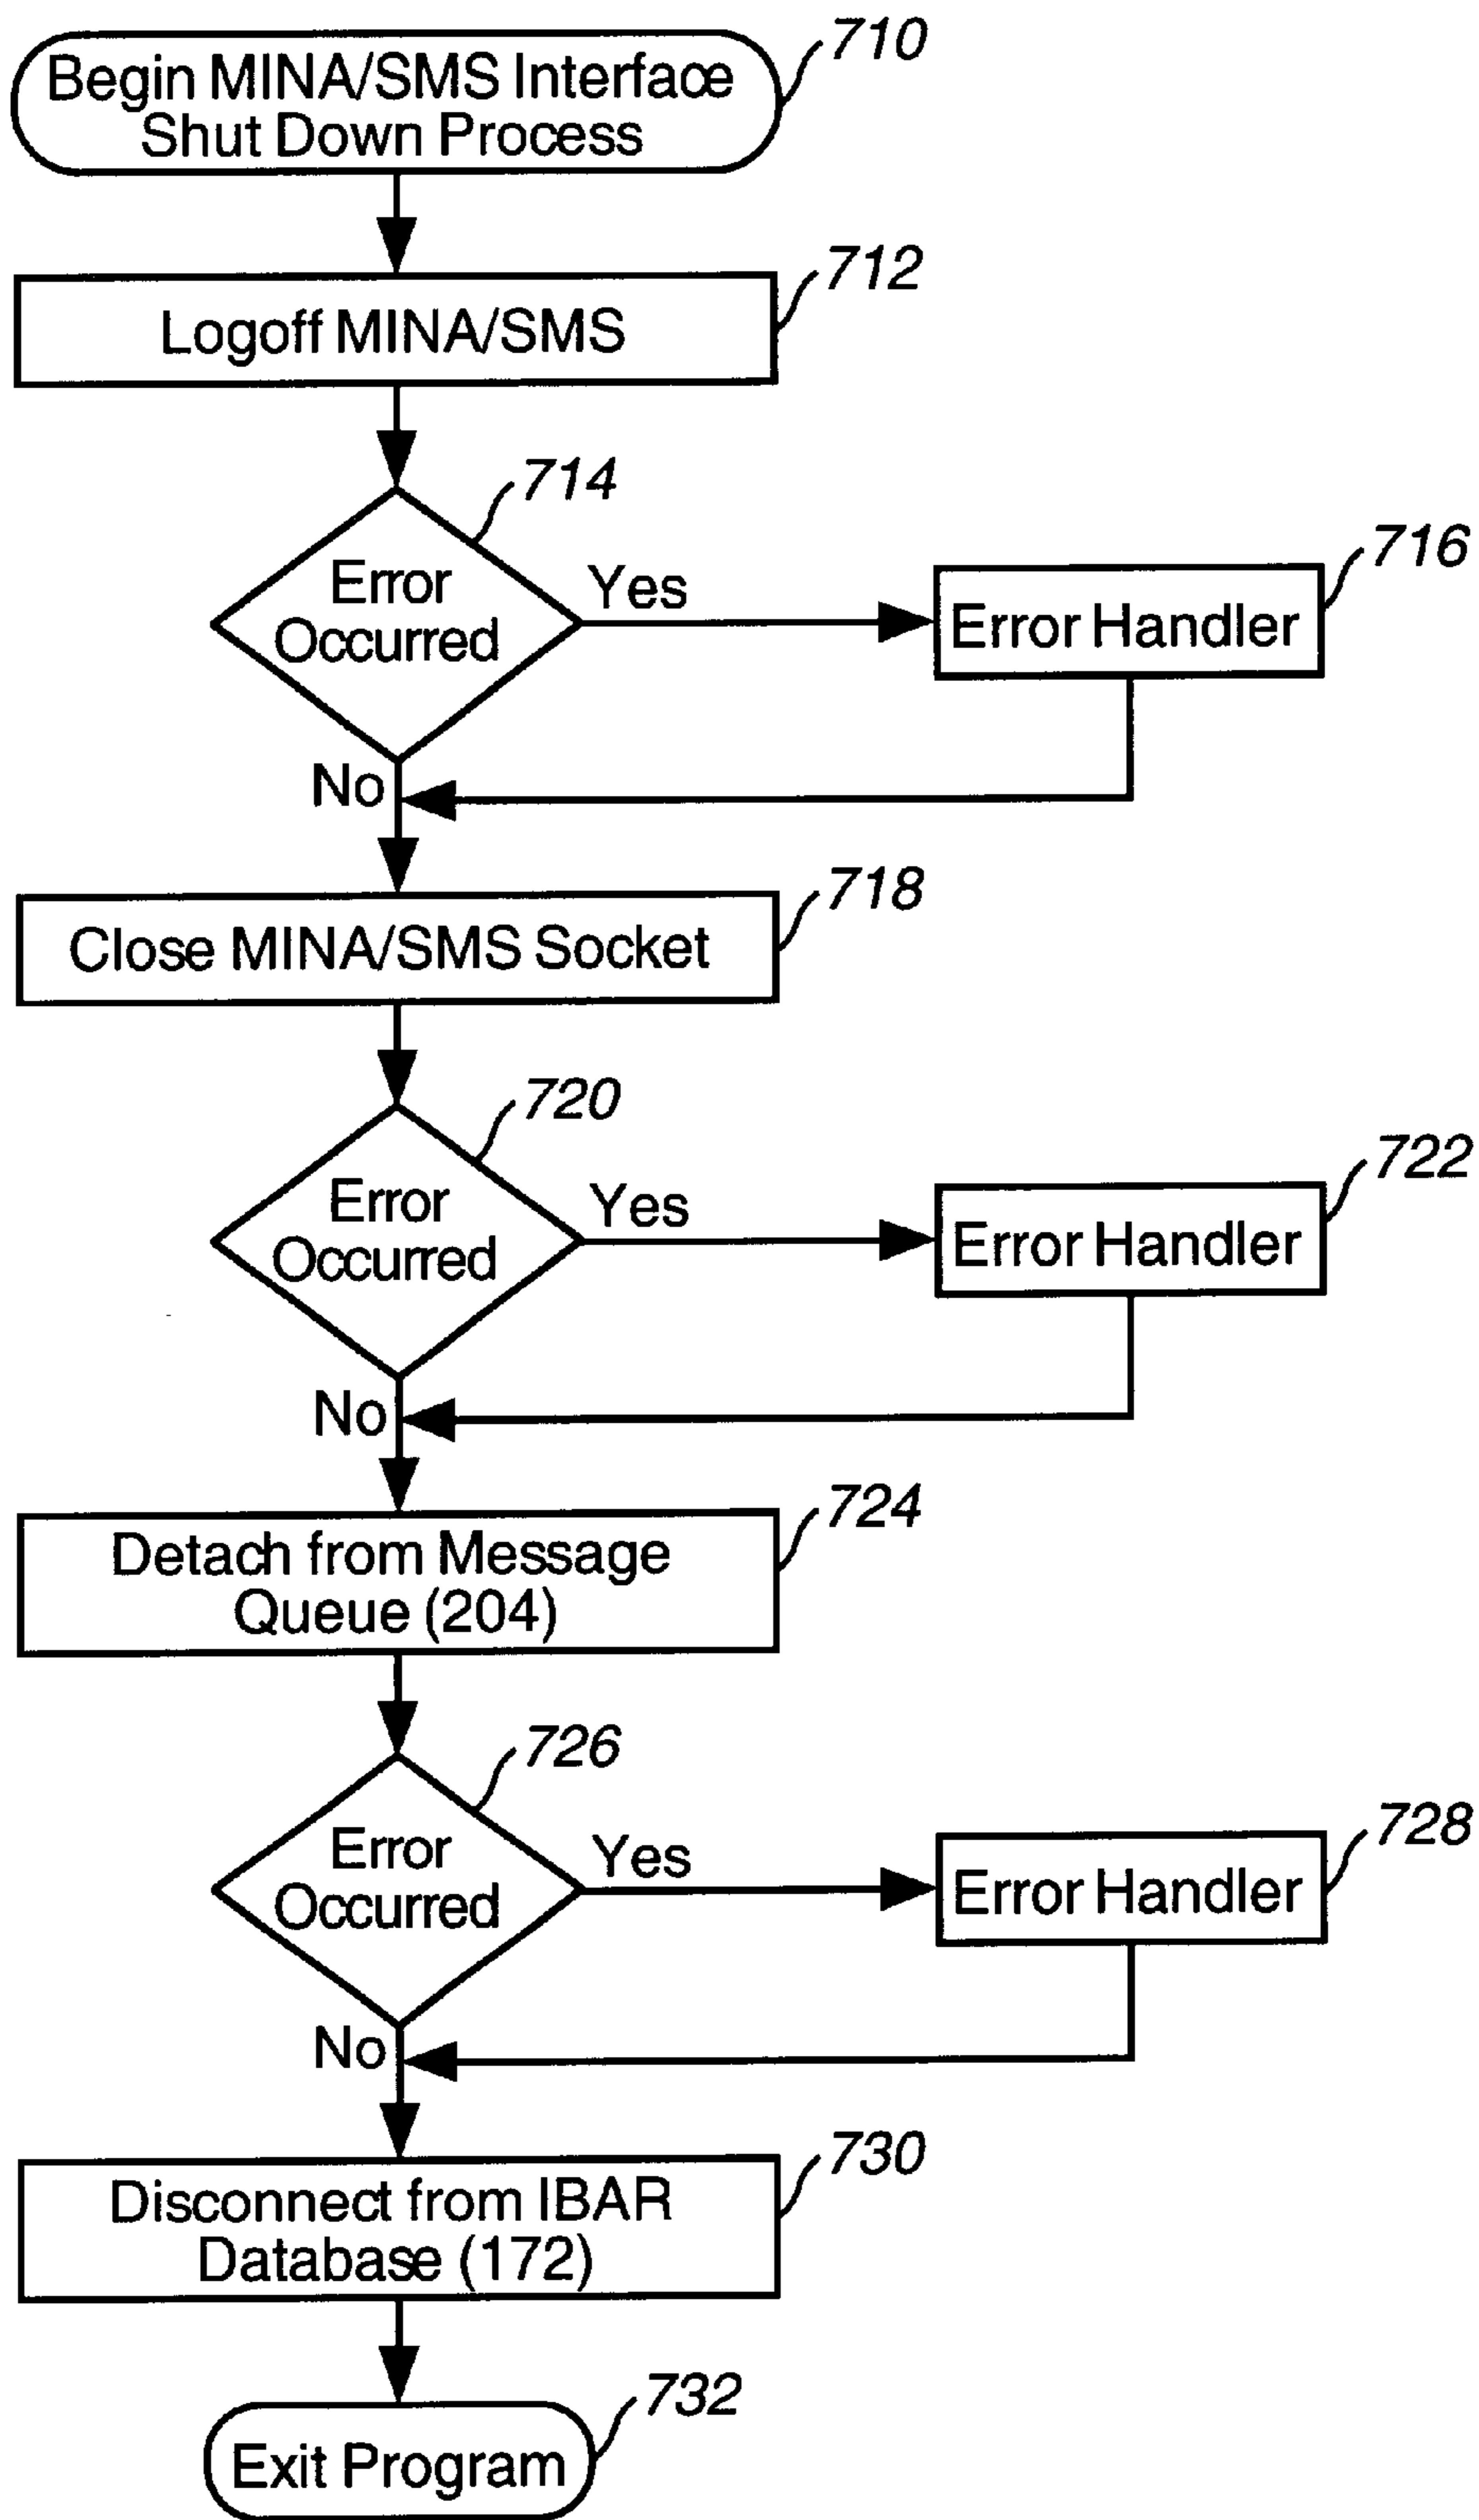 710
Begin MINA/SMS Interface
Shut Down Process
712
Logoff MINA/SMS
714
Error
Occurred
Yes
716
Error Handler
No
718
Close MINA/SMS Socket
720
Error
Occurred
Yes
722
Error Handler
No
724
Detach from Message
Queue (204)
726
Error
Occurred
Yes
728
Error Handler
No
730
Disconnect from IBAR
Database (172)
732
Exit Program